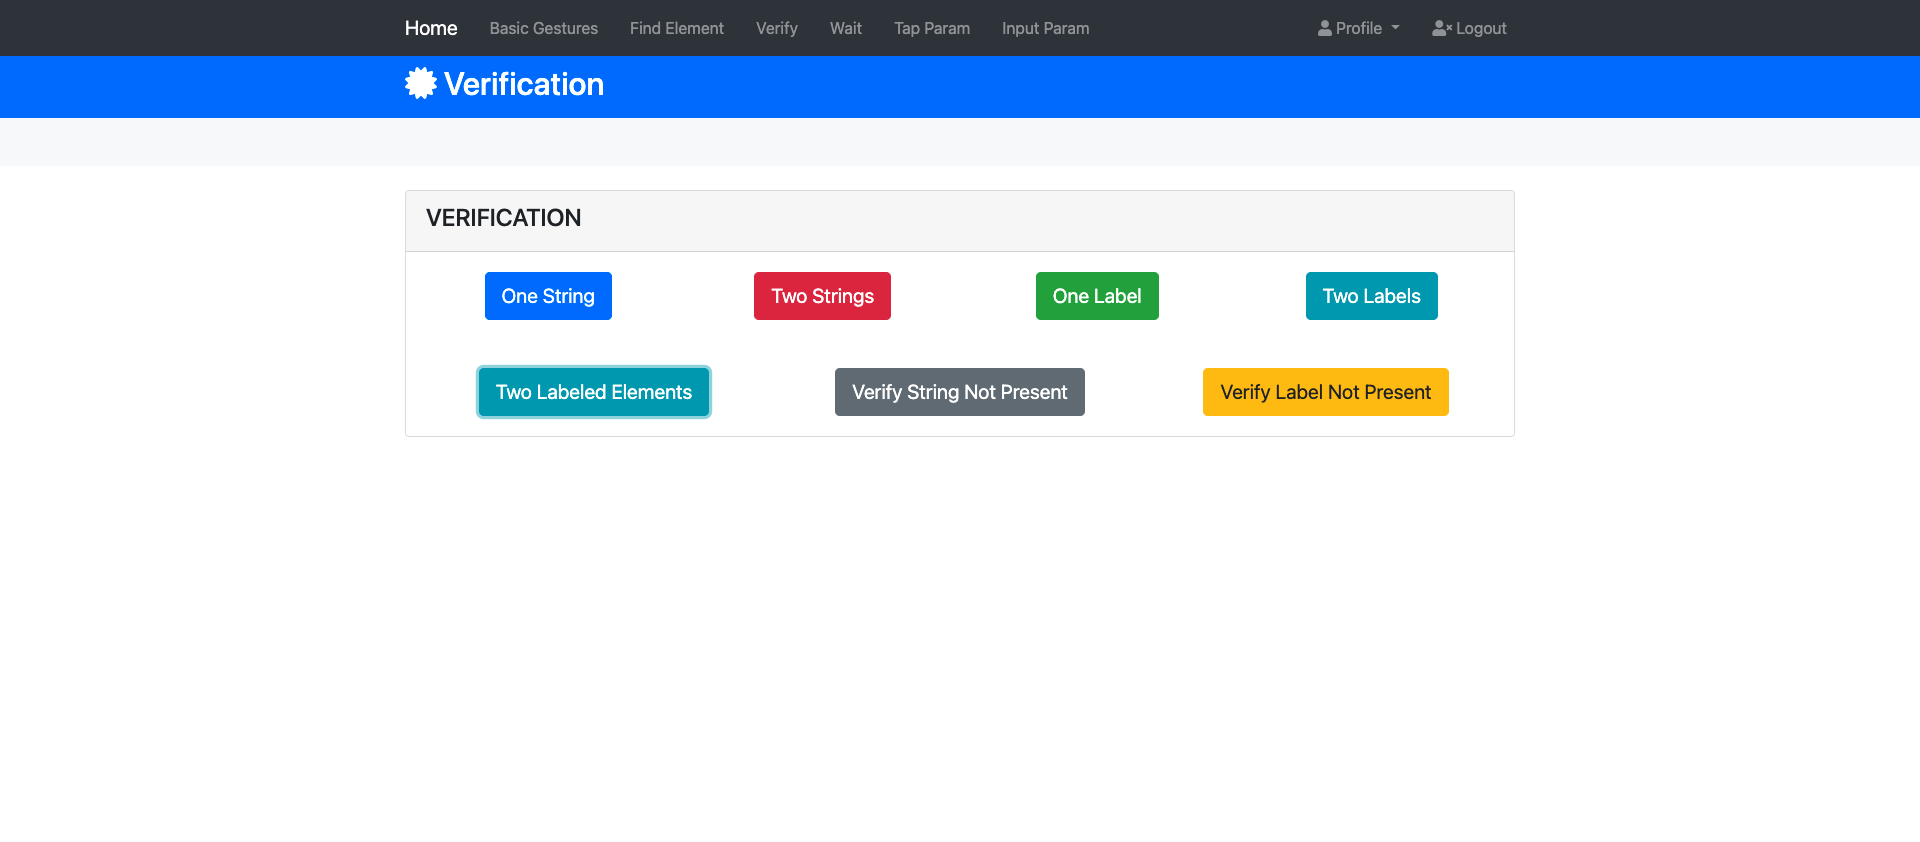 Home Basic Gestures Find Element Verify Wait Tap Param Input Param Profile Logout
Verification
VERIFICATION
One String Two Strings One Label Two Labels
Two Labeled Elements Verify String Not Present Verify Label Not Present